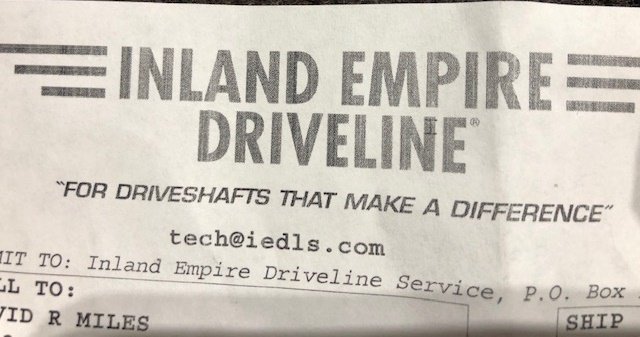 INLAND EMPIRE
DRIVELINE®
"FOR DRIVESHAFTS THAT MAKE A DIFFERENCE"
tech@iedls.com
MIT TO: Inland Empire Driveline Service, P.O. Box
LL TO:
VID R MILES
SHIP